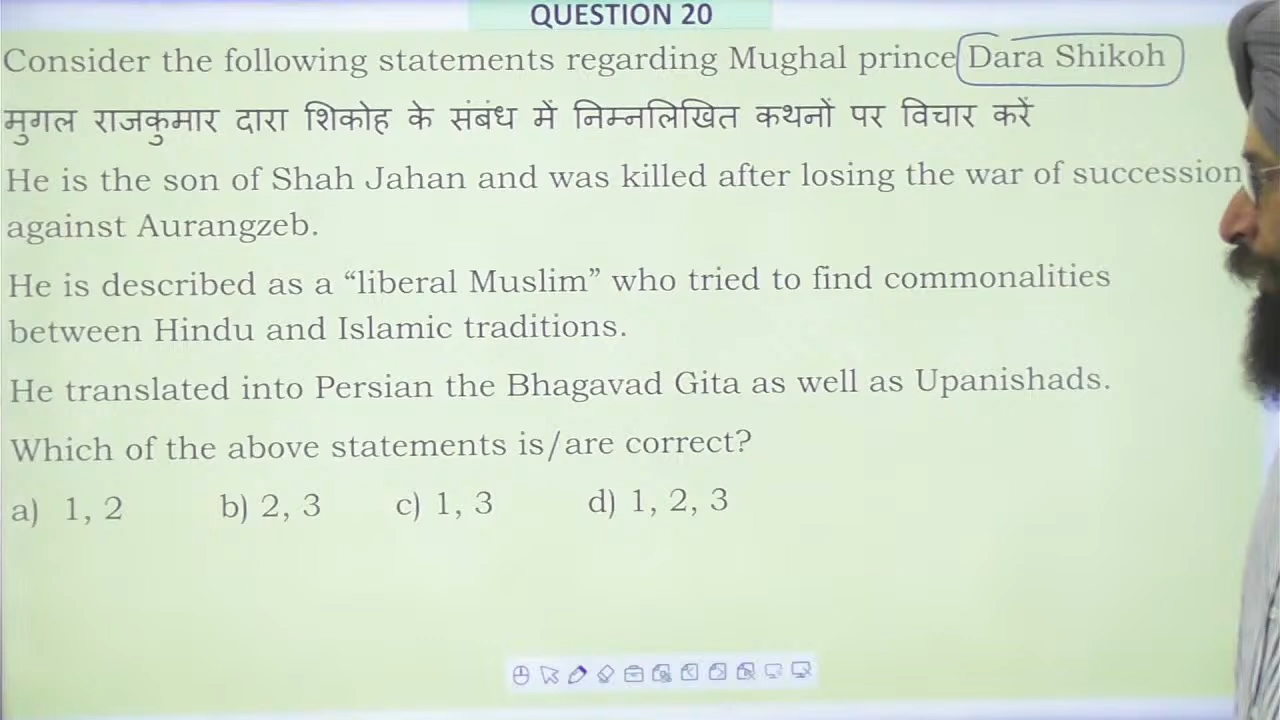 QUESTION 20
Consider the following statements regarding Mughal prince Dara Shikoh
मुगल राजकुमार दारा शिकोह के संबंध में निम्नलिखित कथनों पर विचार करें
He is the son of Shah Jahan and was killed after losing the war of succession
against Aurangzeb.
He is described as a “liberal Muslim” who tried to find commonalities
between Hindu and Islamic traditions.
He translated into Persian the Bhagavad Gita as well as Upanishads.
Which of the above statements is/are correct?
a) 1, 2 b) 2, 3 c) 1, 3 d) 1, 2, 3